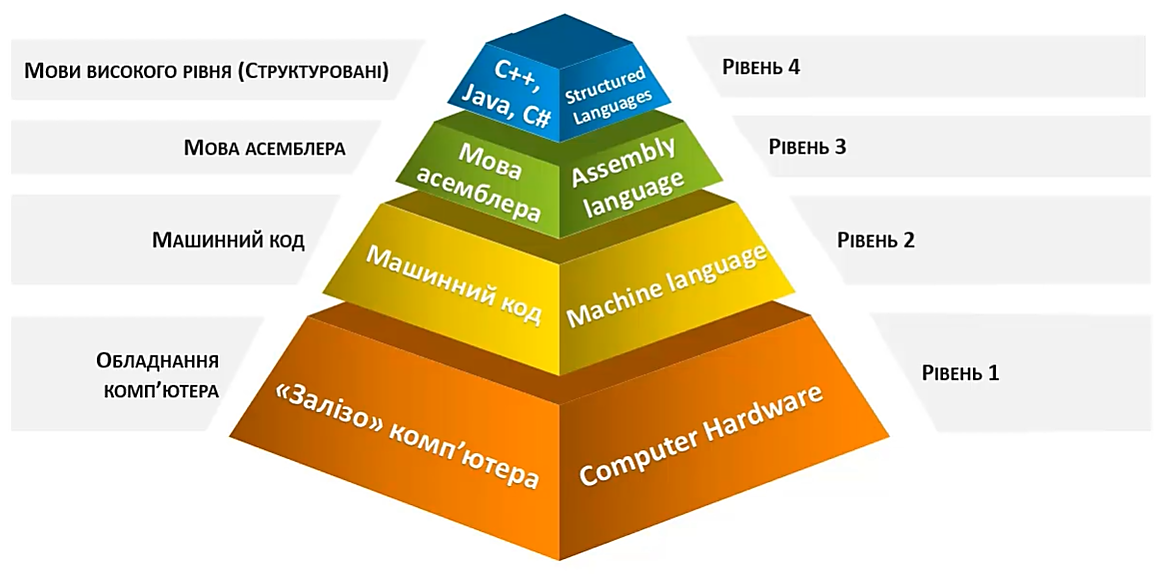 Мови високого рівня (Структуровані)
C++,
Java, C#
Structured
Languages
Рівень 4
Мова асемблера
Мова
асемблера
Assembly
language
Рівень 3
Машинний код
Машинний код
Machine language
Рівень 2
Обладнання
комп’ютера
«Залізо» комп’ютера
Computer Hardware
Рівень 1